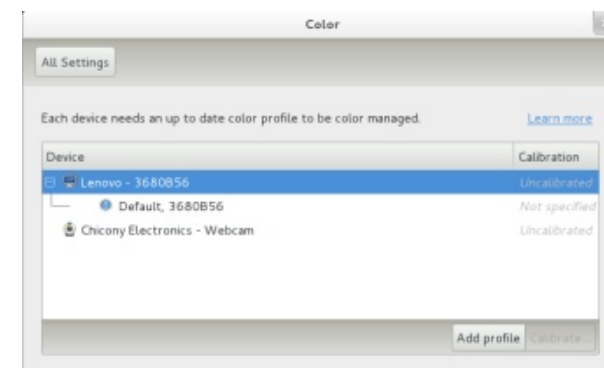 Color
All Settings
Each device needs an up to date color profile to be color managed. Learn more
Device Calibration
Lenovo - 3680B56 Uncalibrated
Default, 3680B56 Not specified
Chicony Electronics - Webcam Uncalibrated
Add profile Calibrate...